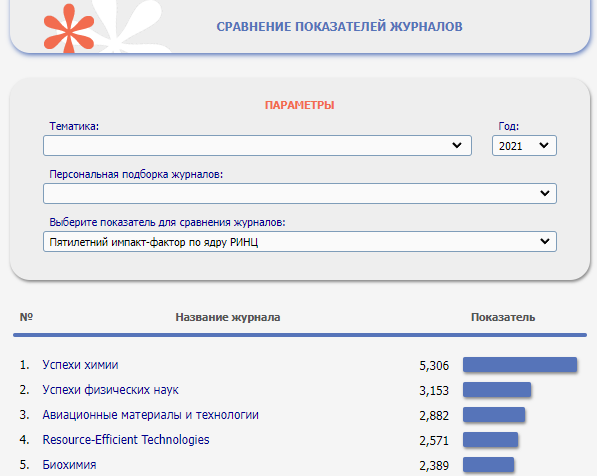 СРАВНЕНИЕ ПОКАЗАТЕЛЕЙ ЖУРНАЛОВ
ПАРАМЕТРЫ
Тематика: Год:
2021
Персональная подборка журналов:
Выберите показатель для сравнения журналов:
Пятилетний импакт-фактор по ядру РИНЦ
№ Название журнала Показатель
1. Успехи химии 5,306
2. Успехи физических наук 3,153
3. Авиационные материалы и технологии 2,882
4. Resource-Efficient Technologies 2,571
5. Биохимия 2,389